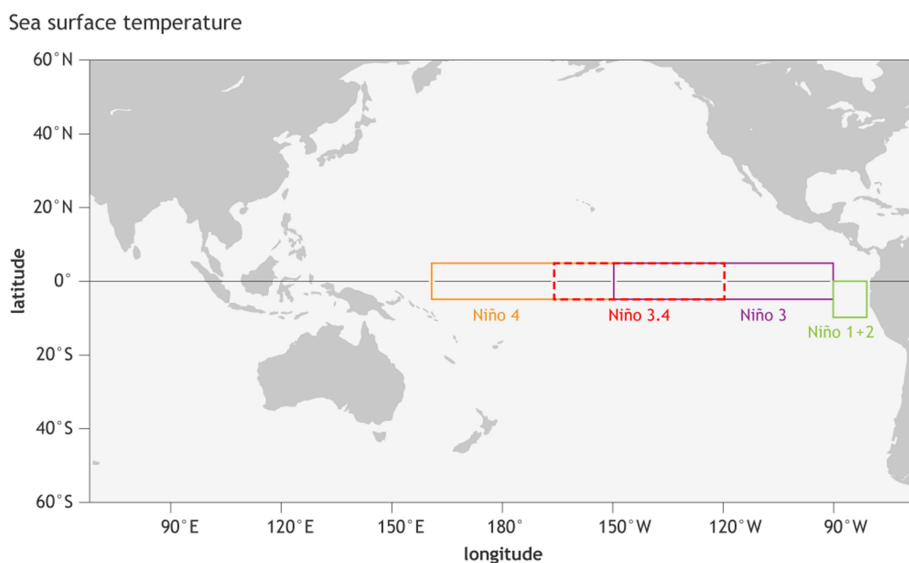 Sea surface temperature
60°N
40°N
20°N
0°
20°S
40°S
60°S
latitude
Niño 4
Niño 3.4
Niño 3
Niño 1+2
90°E
120°E
150°E
180°
150°W
120°W
90°W
longitude